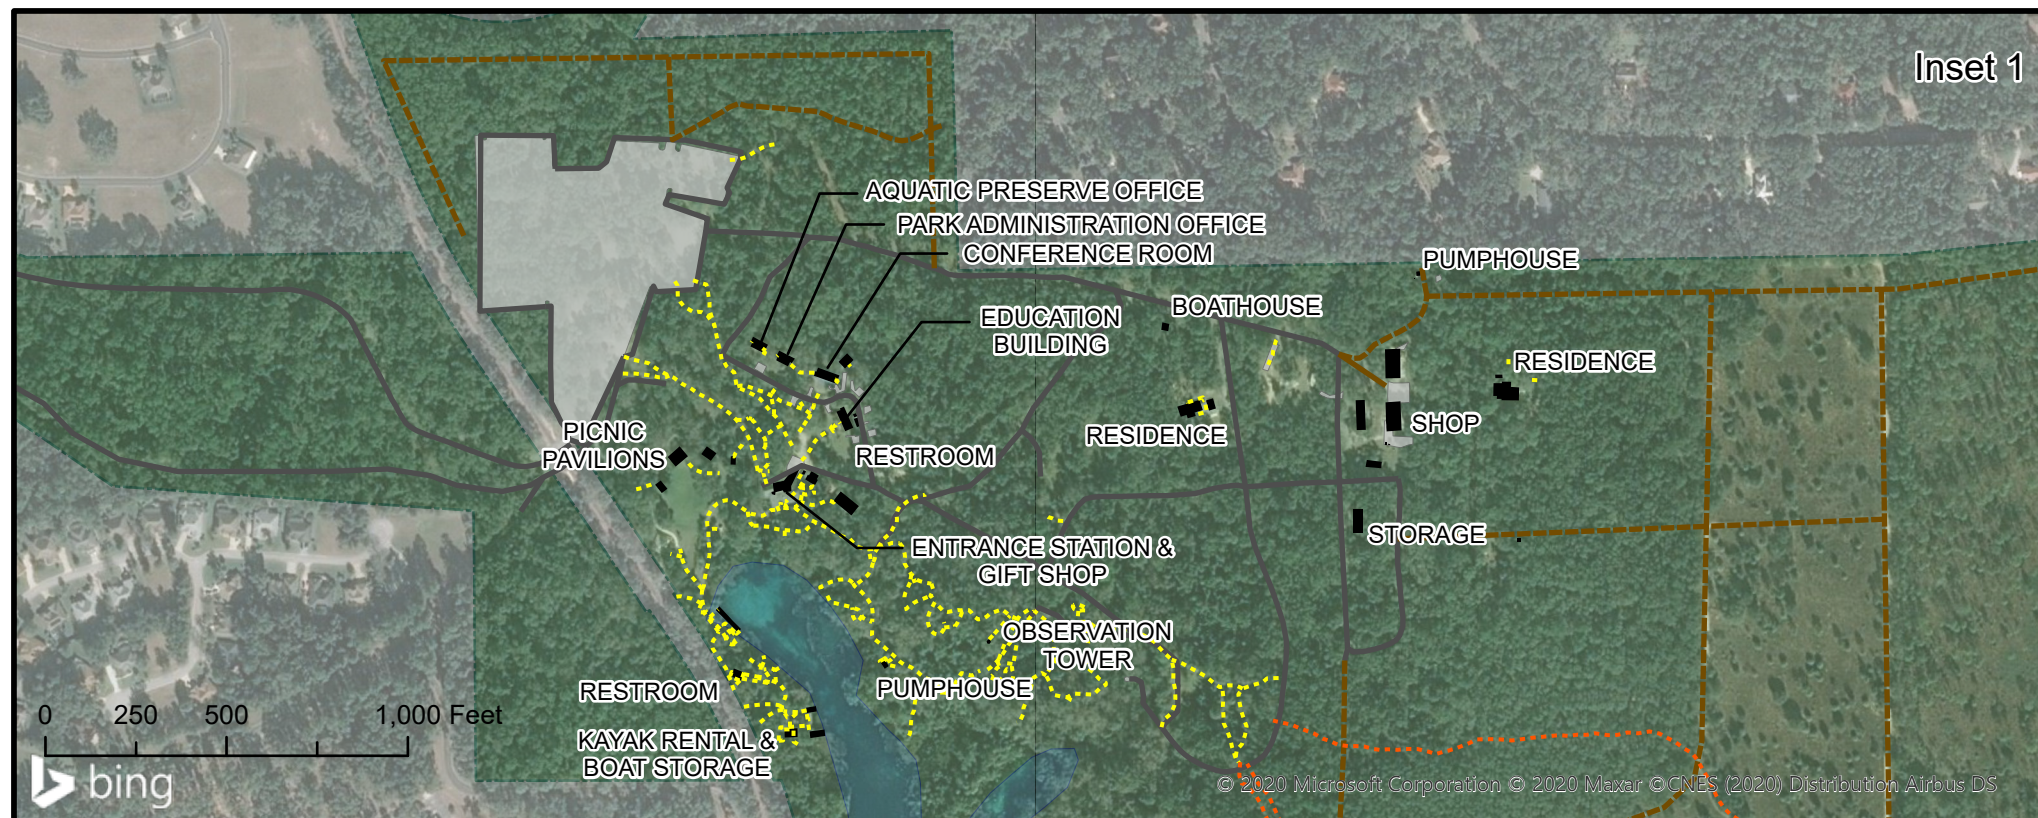 Inset 1
AQUATIC PRESERVE OFFICE
PARK ADMINISTRATION OFFICE
CONFERENCE ROOM
PUMPHOUSE
BOATHOUSE
EDUCATION
BUILDING
RESIDENCE
SHOP
PICNIC
PAVILIONS
RESIDENCE
RESTROOM
STORAGE
ENTRANCE STATION &
GIFT SHOP
OBSERVATION
TOWER
PUMPHOUSE
RESTROOM
0 250 500 1,000 Feet
KAYAK RENTAL &
BOAT STORAGE
bing
© 2020 Microsoft Corporation © 2020 Maxar ©CNES (2020) Distribution Airbus DS